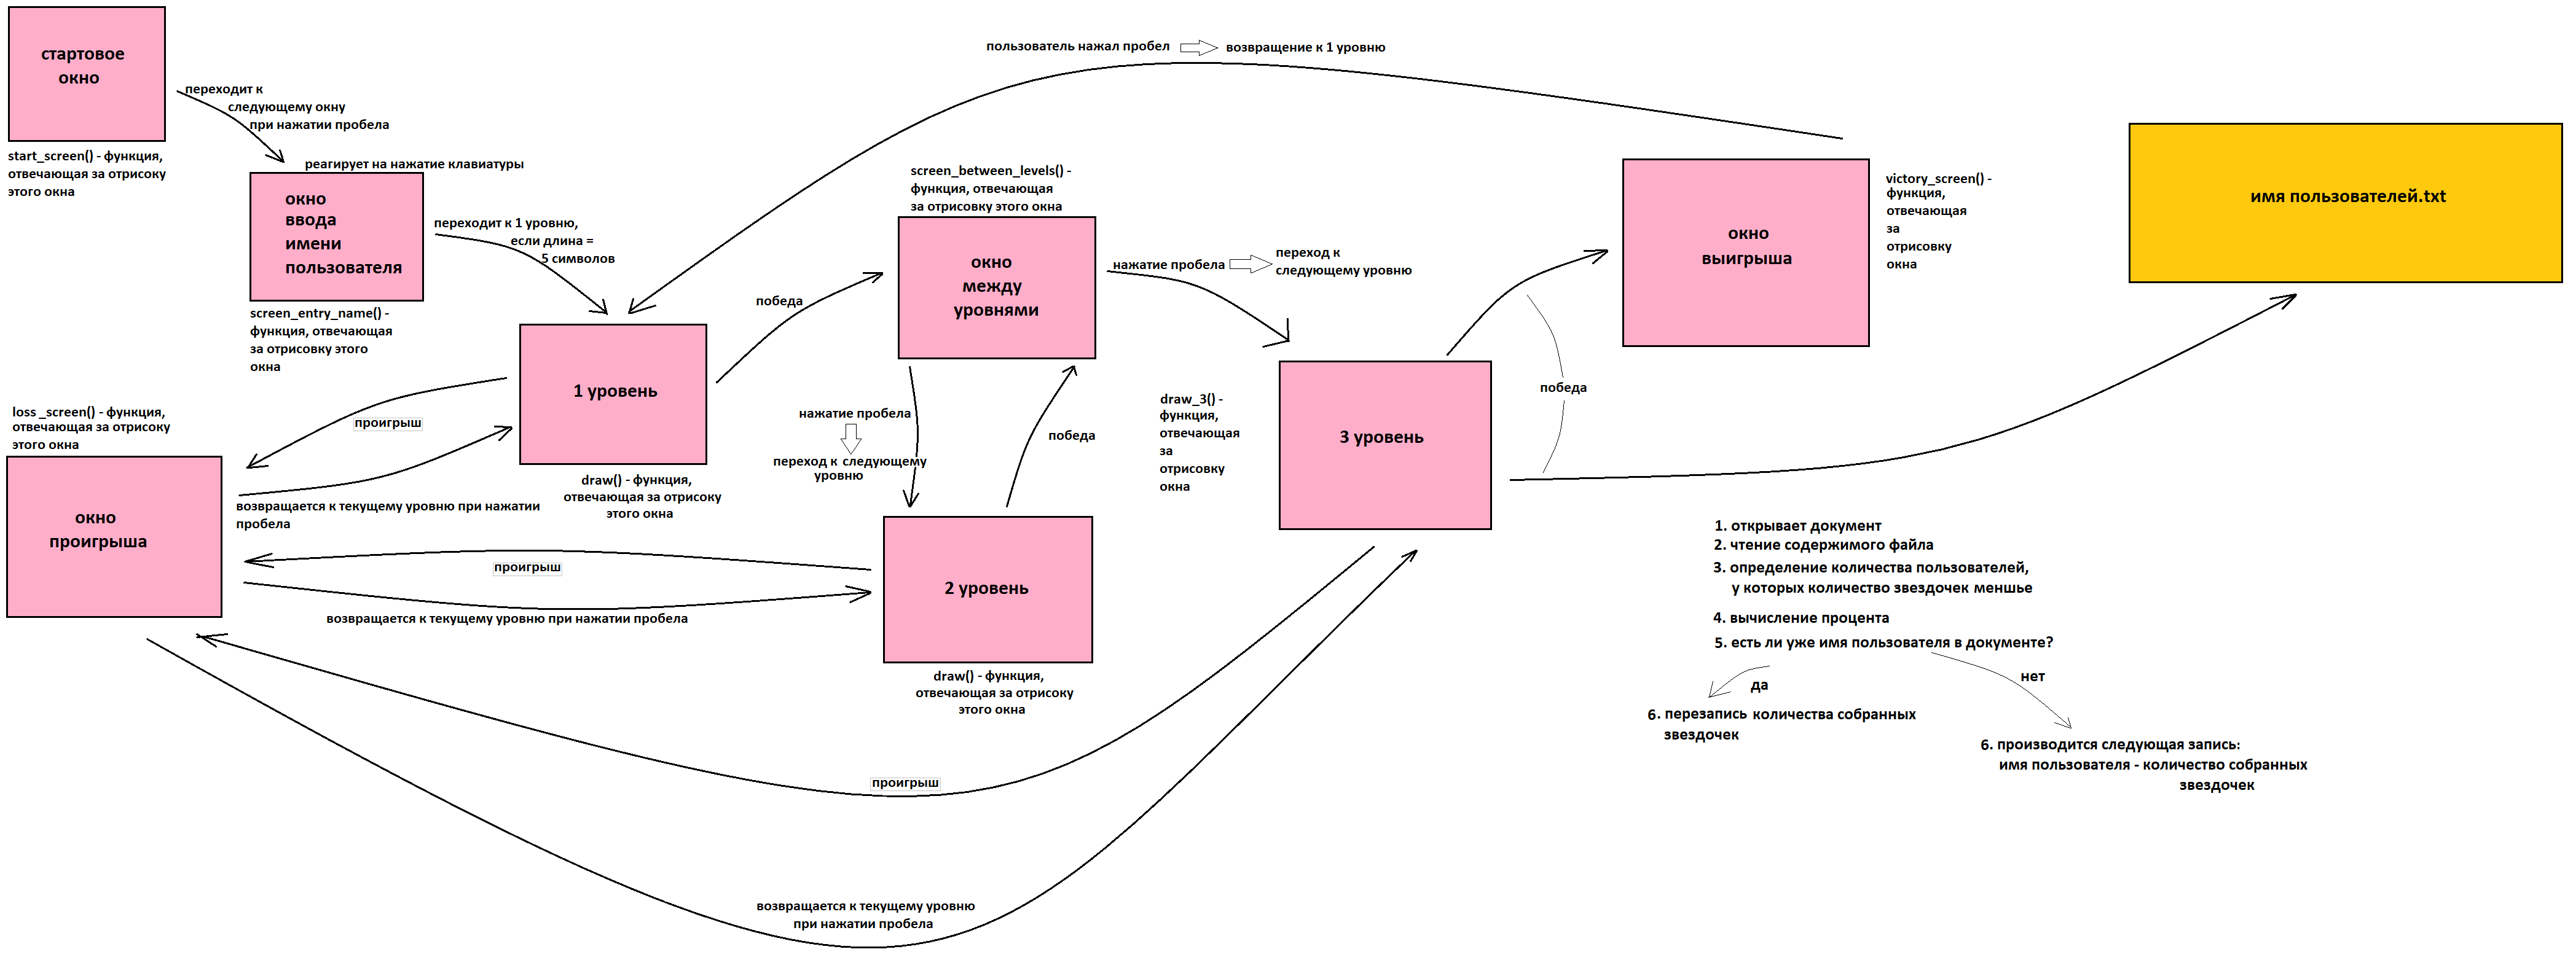 стартовое
окно
переходит к
следующему окну
при нажатии пробела
start_screen() - функция,
отвечающая за отрисоку
этого окна
реагирует на нажатие клавиатуры
окно
ввода
имени
пользователя
screen_entry_name() -
функция, отвечающая
за отрисовку этого
окна
переходит к 1 уровню,
если длина =
5 символов
пользователь нажал пробел
возвращение к 1 уровню
1 уровень
draw() - функция,
отвечающая за отрисоку
этого окна
победа
screen_between_levels() -
функция, отвечающая
за отрисовку этого окна
окно
между
уровнями
нажатие пробела
переход к
следующему уровню
нажатие пробела
переход к следующему
уровню
победа
2 уровень
draw() - функция,
отвечающая за отрисоку
этого окна
draw_3() -
функция,
отвечающая
за
отрисовку
окна
3 уровень
победа
окно
выигрыша
victory_screen() -
функция,
отвечающая
за
отрисовку
окна
имя пользователей.txt
loss _screen() - функция,
отвечающая за отрисоку
этого окна
окно
проигрыша
проигрыш
возвращается к текущему уровню при нажатии
пробела
проигрыш
возвращается к текущему уровню при нажатии пробела
проигрыш
возвращается к текущему уровню
при нажатии пробела
1. открывает документ
2. чтение содержимого файла
3. определение количества пользователей,
у которых количество звездочек меншье
4. вычисление процента
5. есть ли уже имя пользователя в документе?
да
нет
6. перезапись количества собранных
звездочек
6. производится следующая запись:
имя пользователя - количество собранных
звездочек